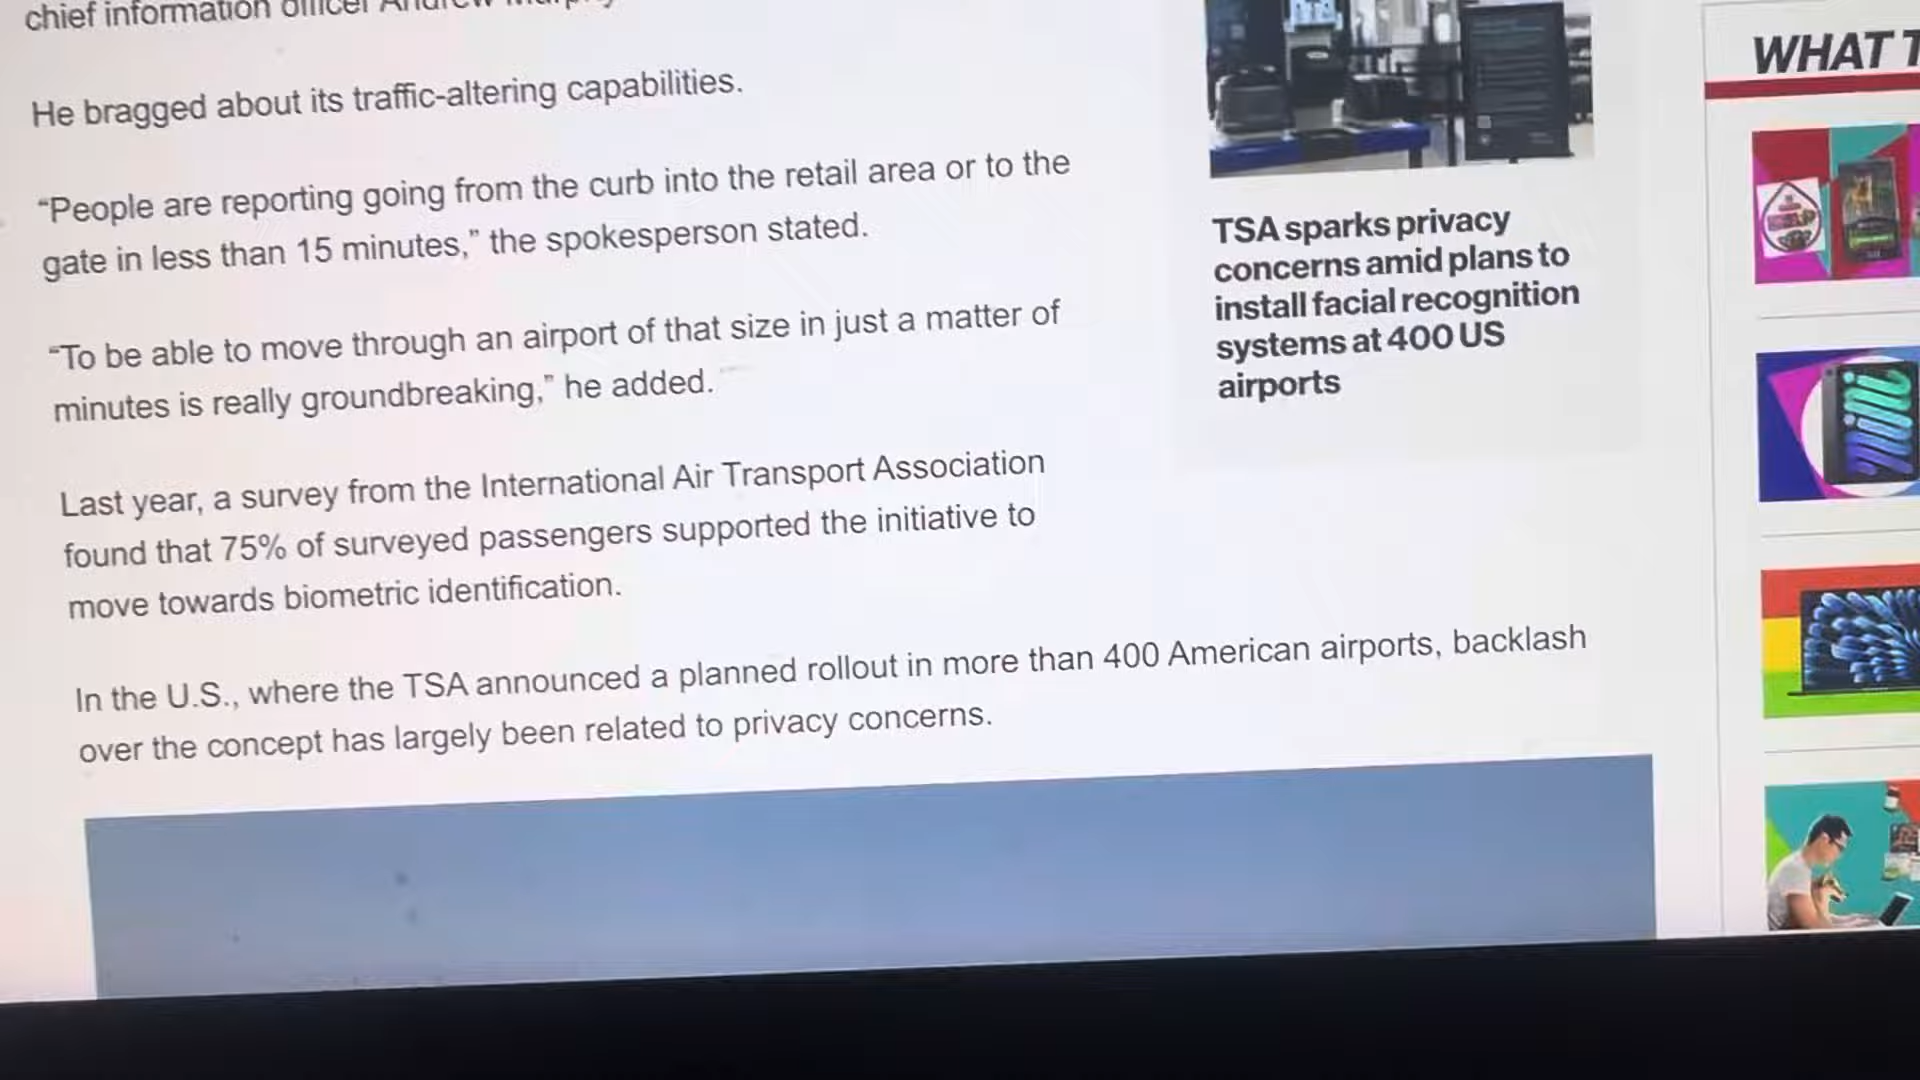 chief information officer Andrew Murphy
He bragged about its traffic-altering capabilities.
“People are reporting going from the curb into the retail area or to the
gate in less than 15 minutes,” the spokesperson stated.
“To be able to move through an airport of that size in just a matter of
minutes is really groundbreaking,” he added.
Last year, a survey from the International Air Transport Association
found that 75% of surveyed passengers supported the initiative to
move towards biometric identification.
In the U.S., where the TSA announced a planned rollout in more than 400 American airports, backlash
over the concept has largely been related to privacy concerns.
TSA sparks privacy
concerns amid plans to
install facial recognition
systems at 400 US
airports
WHAT T